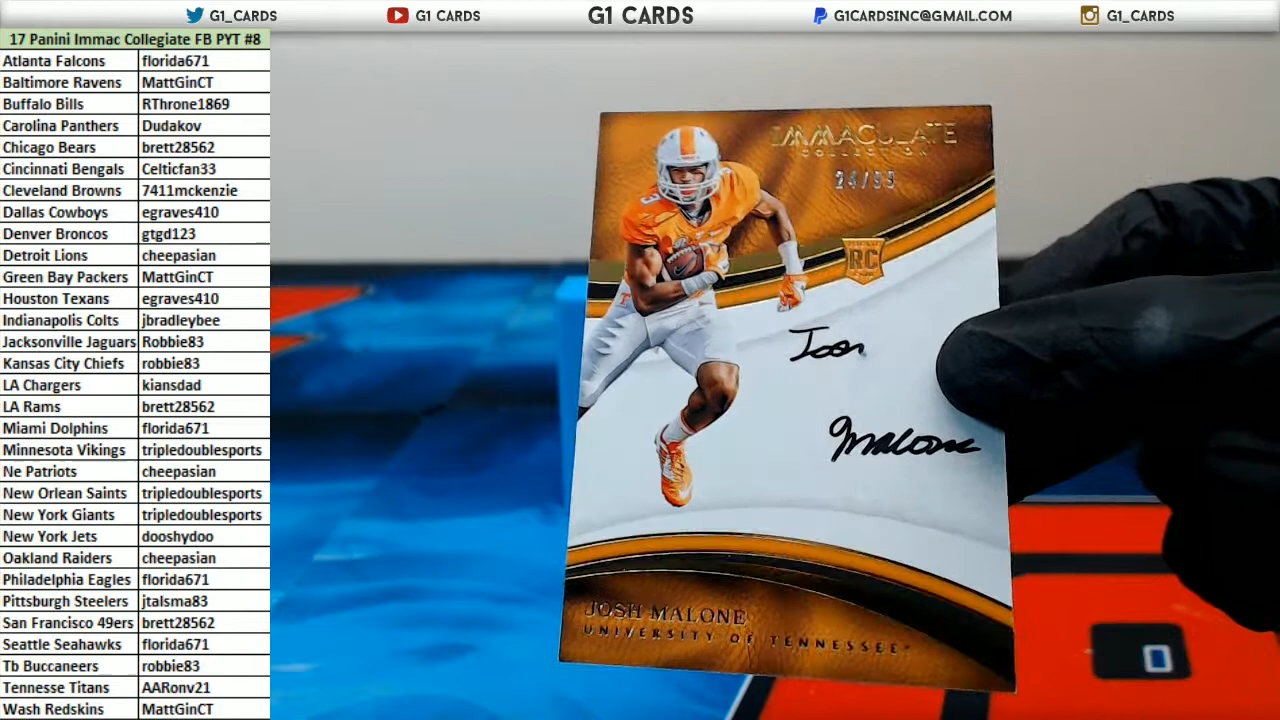 G1_CARDS
G1 CARDS
G1 CARDS
G1CARDSINC@GMAIL.COM
G1_CARDS
17 Panini Immac Collegiate FB PYT #8
Atlanta Falcons florida671
Baltimore Ravens MattGinCT
Buffalo Bills RThrone1869
Carolina Panthers Dudakov
Chicago Bears brett28562
Cincinnati Bengals Celticfan33
Cleveland Browns 7411mckenzie
Dallas Cowboys egraves410
Denver Broncos gtgd123
Detroit Lions cheepasian
Green Bay Packers MattGinCT
Houston Texans egraves410
Indianapolis Colts jbradleybee
Jacksonville Jaguars Robbie83
Kansas City Chiefs robbie83
LA Chargers kiansdad
LA Rams brett28562
Miami Dolphins florida671
Minnesota Vikings tripledoublesports
Ne Patriots cheepasian
New Orlean Saints tripledoublesports
New York Giants tripledoublesports
New York Jets dooshydoo
Oakland Raiders cheepasian
Philadelphia Eagles florida671
Pittsburgh Steelers jtalsma83
San Francisco 49ers brett28562
Seattle Seahawks florida671
Tb Buccaneers robbie83
Tennesse Titans AARonv21
Wash Redskins MattGinCT
IMMACULATE
COLLECTION
24/99
RC
Josh
Malone
JOSH MALONE
UNIVERSITY OF TENNESSEE